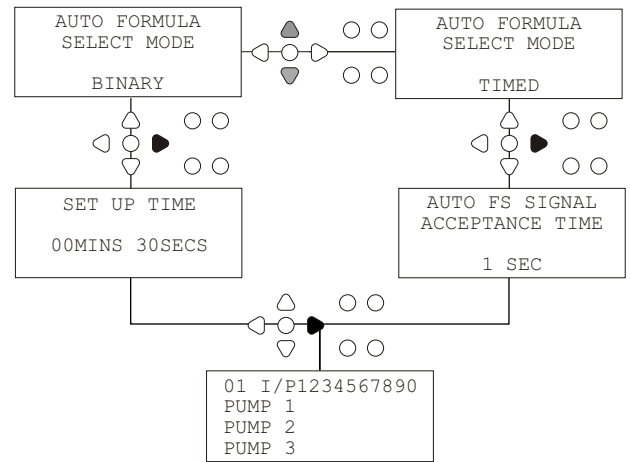 AUTO FORMULA
SELECT MODE
BINARY
AUTO FORMULA
SELECT MODE
TIMED
SET UP TIME
00MINS 30SECS
AUTO FS SIGNAL
ACCEPTANCE TIME
1 SEC
01 I/P1234567890
PUMP 1
PUMP 2
PUMP 3